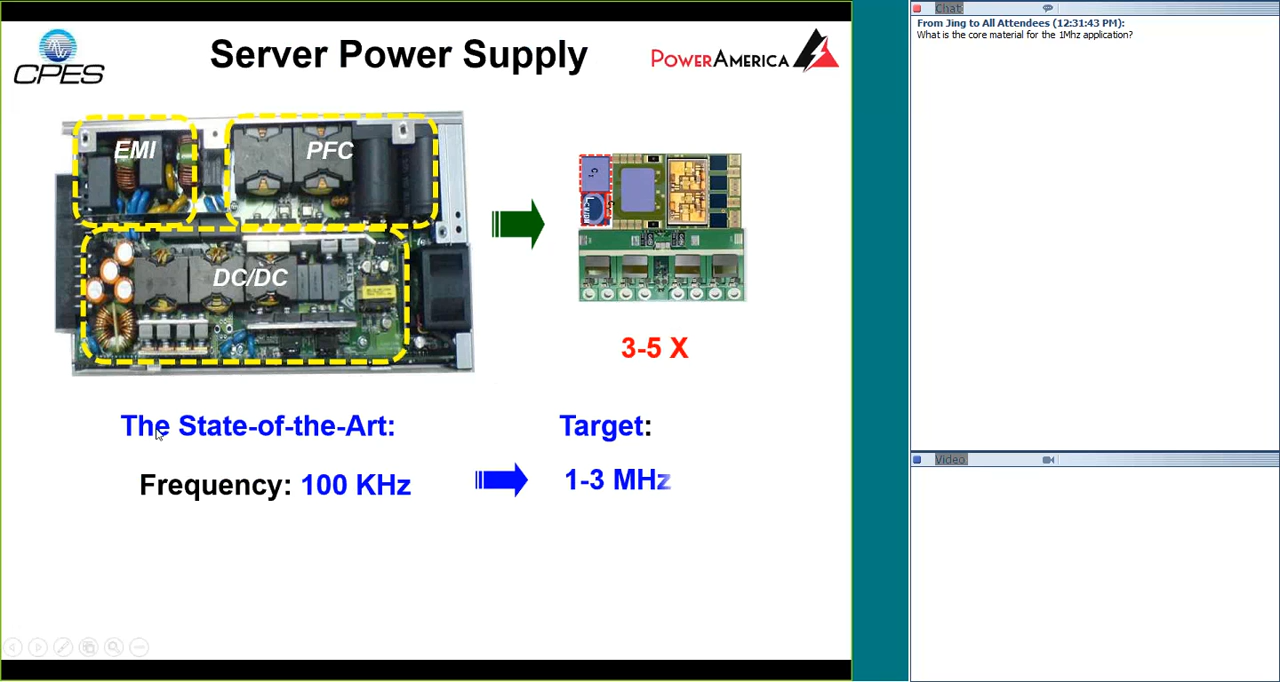 CPES
Server Power Supply
POWERAMERICA
EMI
PFC
DC/DC
3-5 X
The State-of-the-Art:
Target:
Frequency: 100 KHz
1-3 MHz
Chat
From Jing to All Attendees (12:31:43 PM):
What is the core material for the 1Mhz application?
Video